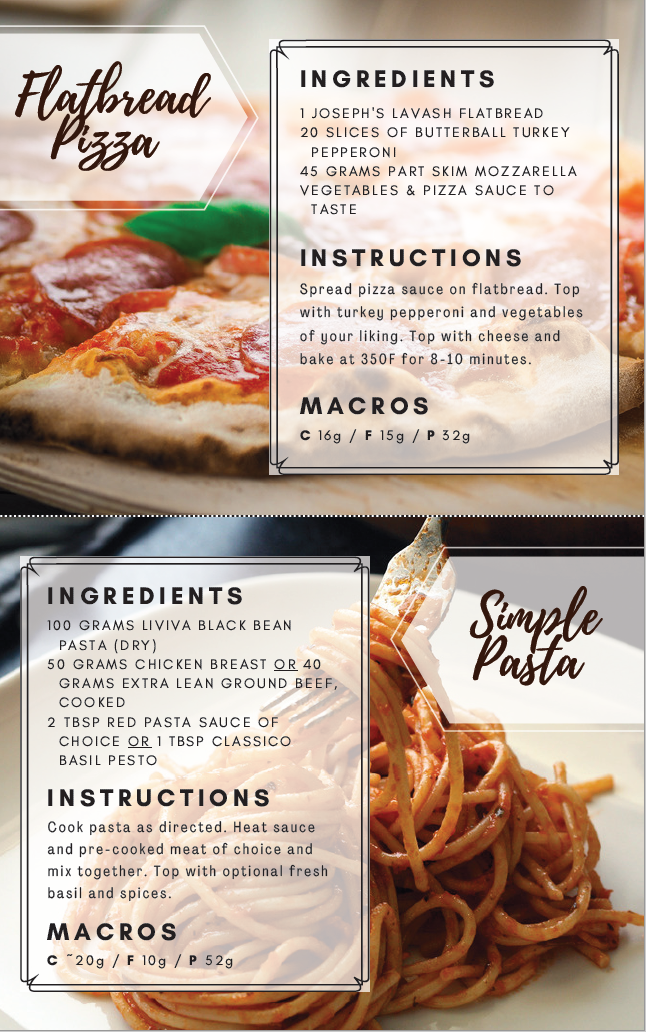 Flatbread
Pizza
INGREDIENTS
1 JOSEPH'S LAVASH FLATBREAD
20 SLICES OF BUTTERBALL TURKEY
PEPPERONI
45 GRAMS PART SKIM MOZZARELLA
VEGETABLES & PIZZA SAUCE TO
TASTE
INSTRUCTIONS
Spread pizza sauce on flatbread. Top
with turkey pepperoni and vegetables
of your liking. Top with cheese and
bake at 350F for 8-10 minutes.
MACROS
C 16g / F 15g / P 32g
INGREDIENTS
100 GRAMS LIVIVA BLACK BEAN
PASTA (DRY)
50 GRAMS CHICKEN BREAST OR 40
GRAMS EXTRA LEAN GROUND BEEF,
COOKED
2 TBSP RED PASTA SAUCE OF
CHOICE OR 1 TBSP CLASSICO
BASIL PESTO
INSTRUCTIONS
Cook pasta as directed. Heat sauce
and pre-cooked meat of choice and
mix together. Top with optional fresh
basil and spices.
MACROS
C ~20g / F 10g / P 52g
Simple
Pasta